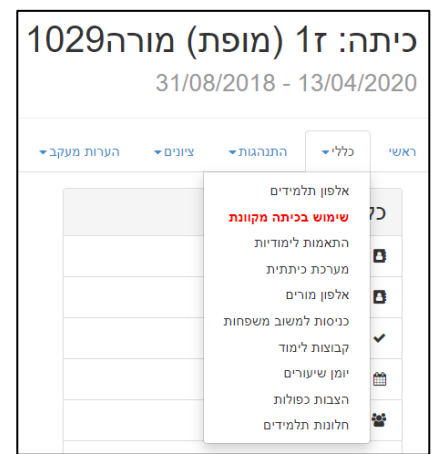 כיתה: ז1 (מופת) מורה1029
31/08/2018 - 13/04/2020
ראשי כללי התנהגות ציונים הערות מעקב
כל
אלפון תלמידים
שימוש בכיתה מקוונת
התאמות לימודיות
מערכת כיתתית
אלפון מורים
כניסות למשוב משפחות
קבוצות לימוד
יומן שיעורים
הצבות כפולות
חלונות תלמידים